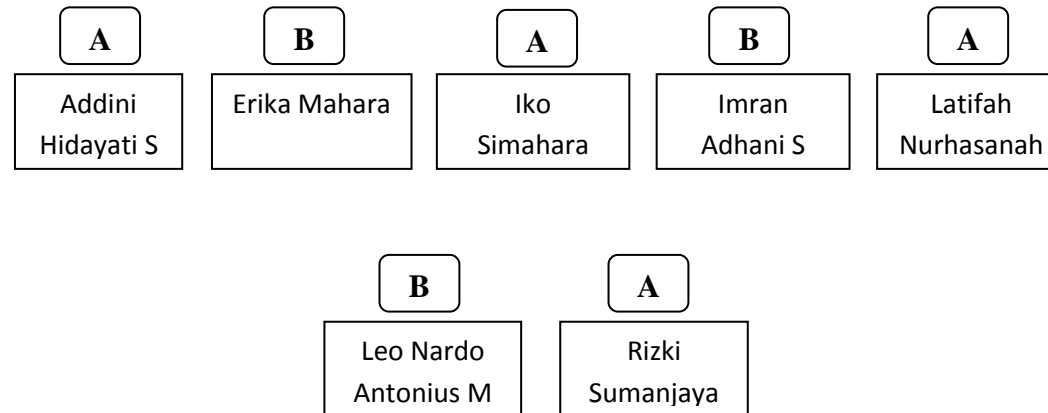 A B A B A
Addini Erika Mahara Iko Imran Latifah
Hidayati S Simahara Adhani S Nurhasanah
B A
Leo Nardo Rizki
Antonius M Sumanjaya